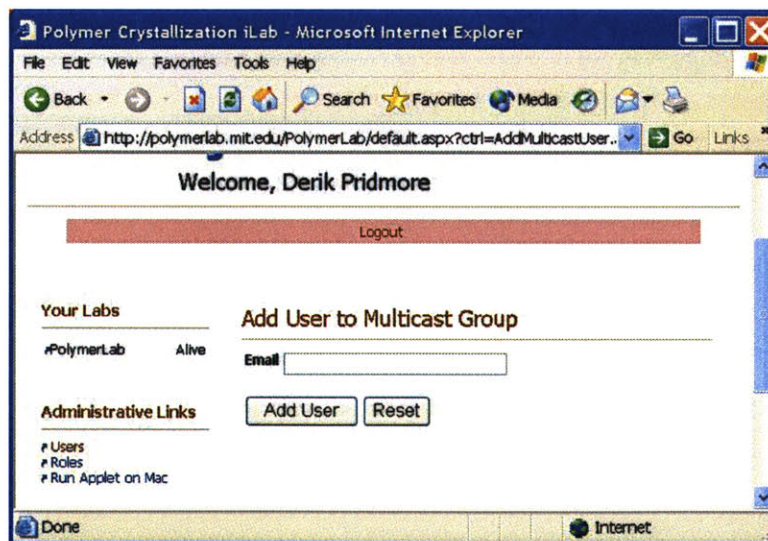 Polymer Crystallization iLab - Microsoft Internet Explorer
File Edit View Favorites Tools Help
Back Search Favorites Media
Address http://polymerlab.mit.edu/PolymerLab/default.aspx?ctrl=AddMulticastUser.. Go Links »
Welcome, Derik Pridmore
Logout
Your Labs
PolymerLab Alive
Add User to Multicast Group
Email
Add User Reset
Administrative Links
Users
Roles
Run Applet on Mac
Done Internet